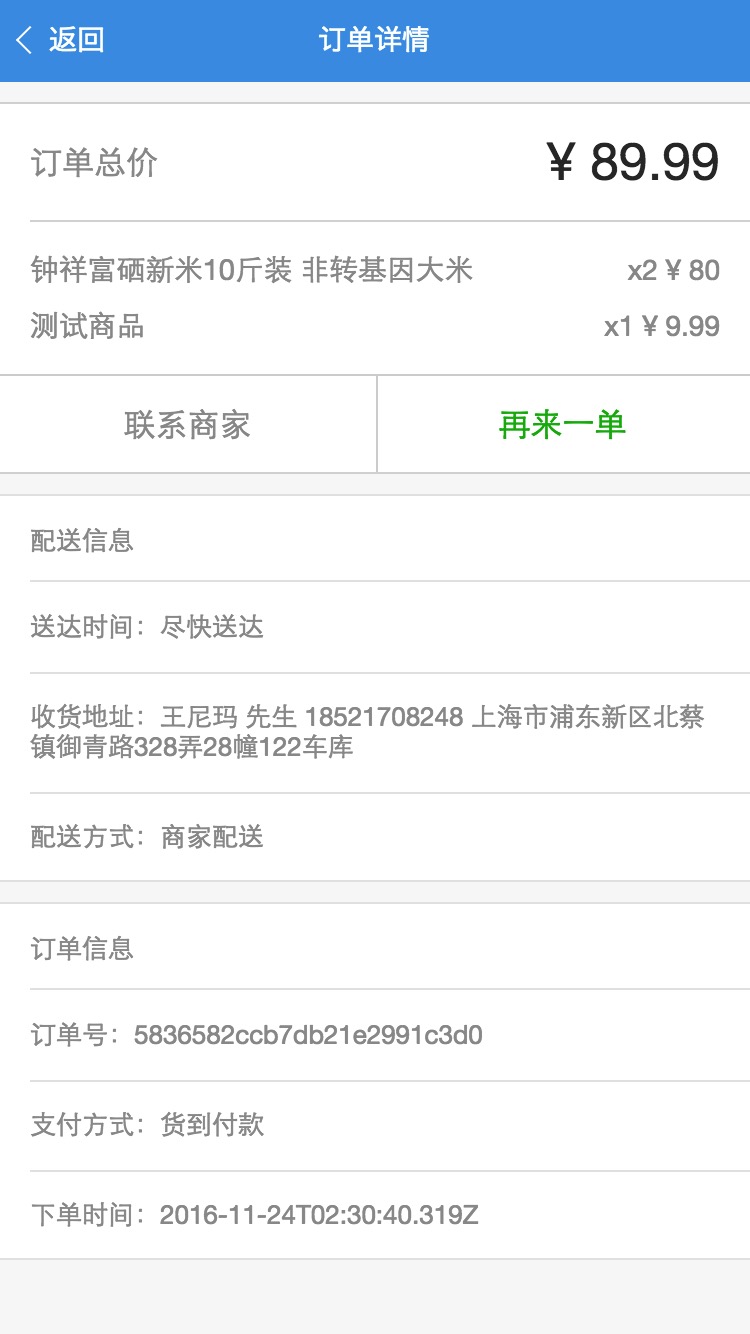 返回 订单详情
订单总价 ¥ 89.99
钟祥富硒新米10斤装 非转基因大米 x2 ¥ 80
测试商品 x1 ¥ 9.99
联系商家 再来一单
配送信息
送达时间：尽快送达
收货地址：王尼玛 先生 18521708248 上海市浦东新区北蔡
镇御青路328弄28幢122车库
配送方式：商家配送
订单信息
订单号：5836582ccb7db21e2991c3d0
支付方式：货到付款
下单时间：2016-11-24T02:30:40.319Z